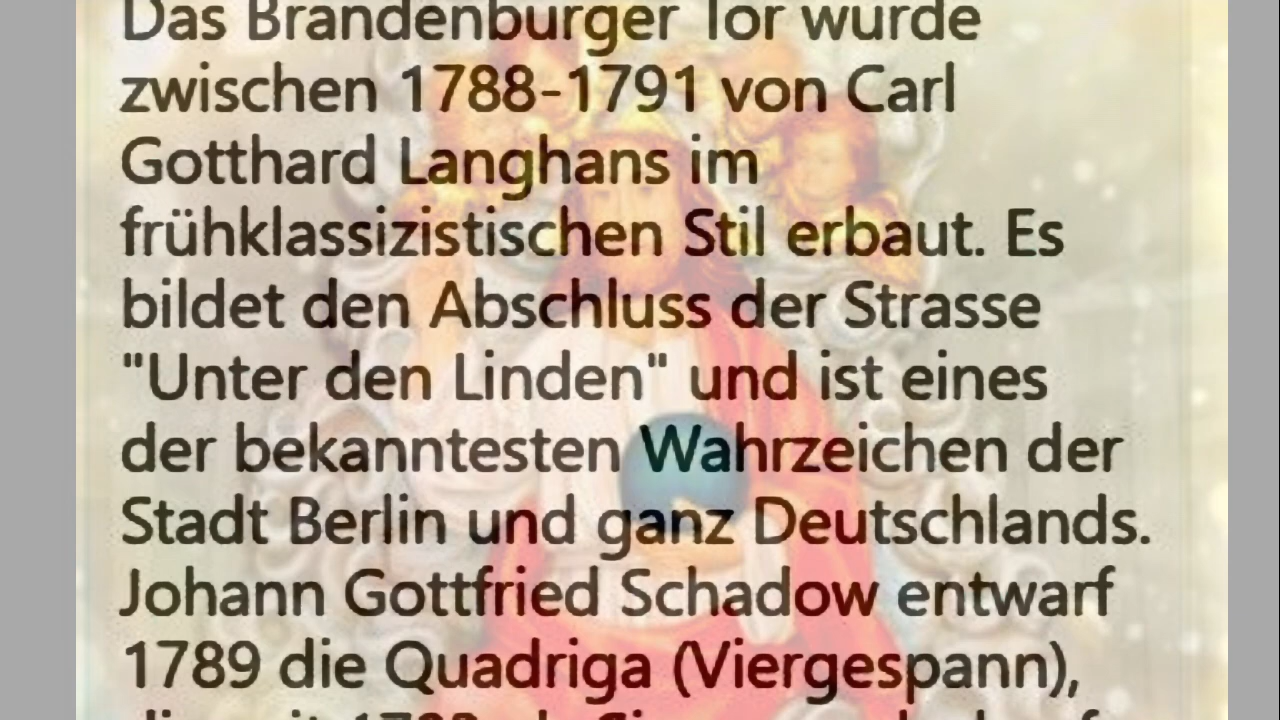 Das Brandenburger Tor wurde
zwischen 1788-1791 von Carl
Gotthard Langhans im
frühklassizistischen Stil erbaut. Es
bildet den Abschluss der Strasse
"Unter den Linden" und ist eines
der bekanntesten Wahrzeichen der
Stadt Berlin und ganz Deutschlands.
Johann Gottfried Schadow entwarf
1789 die Quadriga (Viergespann),